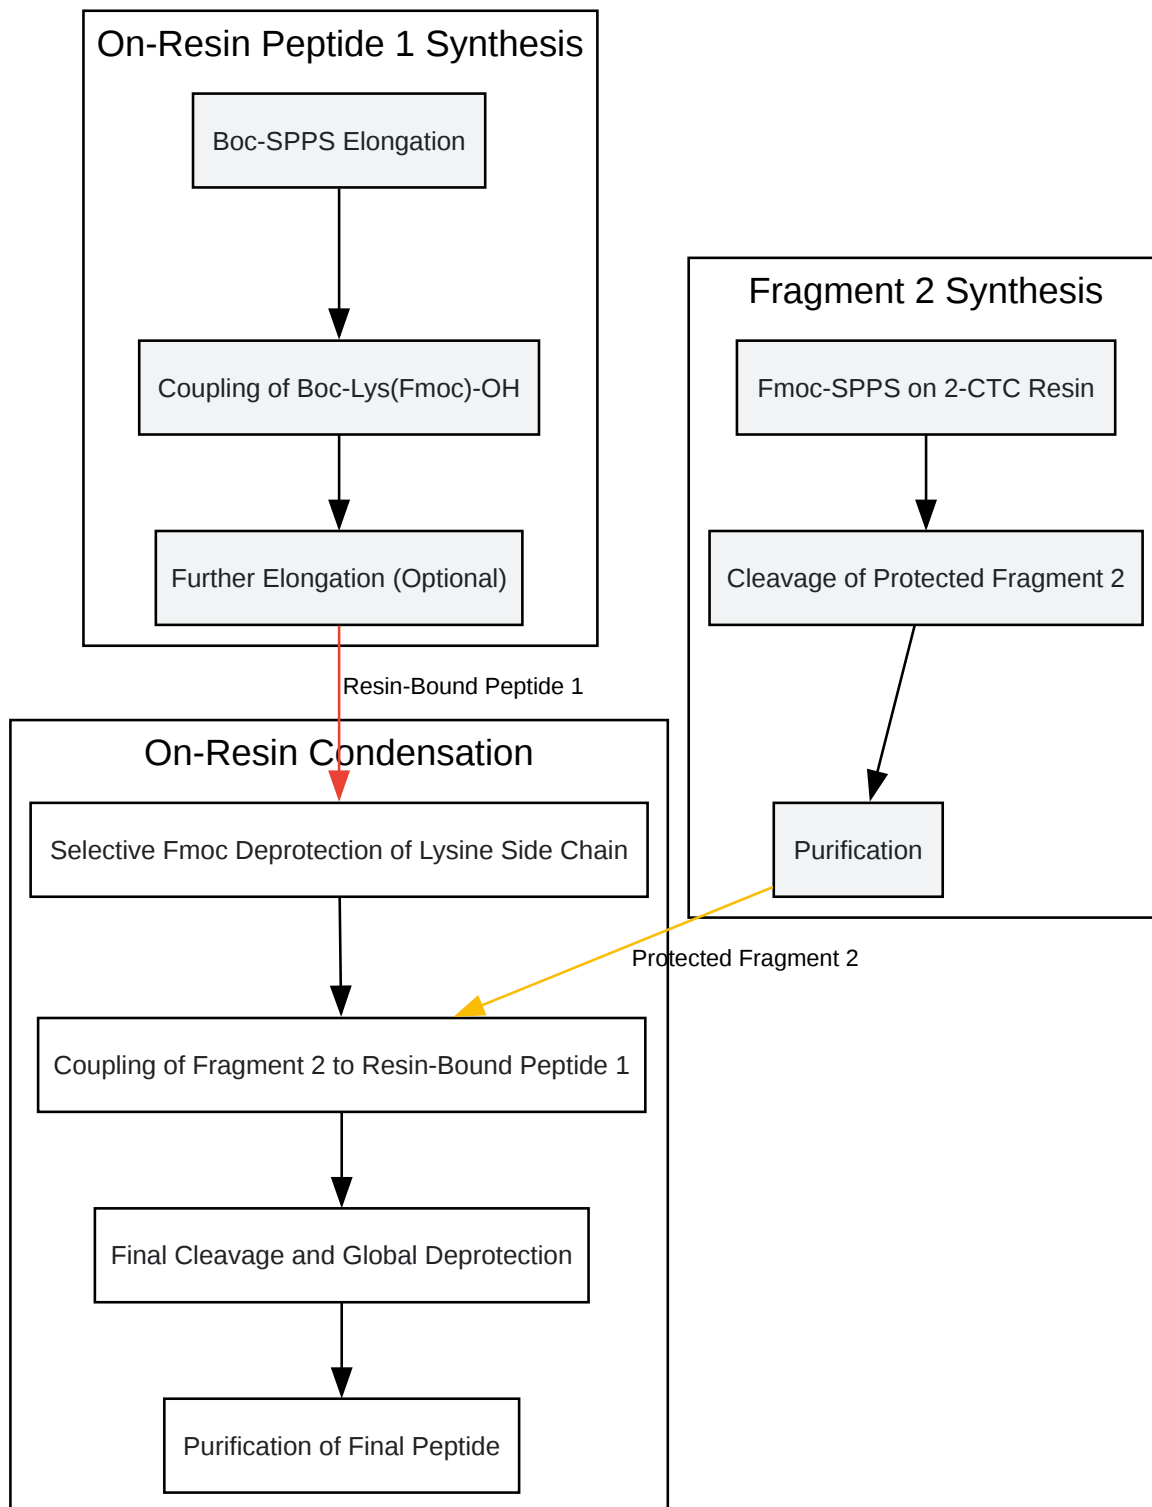 On-Resin Peptide 1 Synthesis
Boc-SPPS Elongation
Coupling of Boc-Lys(Fmoc)-OH
Further Elongation (Optional)
Resin-Bound Peptide 1
Fragment 2 Synthesis
Fmoc-SPPS on 2-CTC Resin
Cleavage of Protected Fragment 2
Purification
Protected Fragment 2
On-Resin Condensation
Selective Fmoc Deprotection of Lysine Side Chain
Coupling of Fragment 2 to Resin-Bound Peptide 1
Final Cleavage and Global Deprotection
Purification of Final Peptide